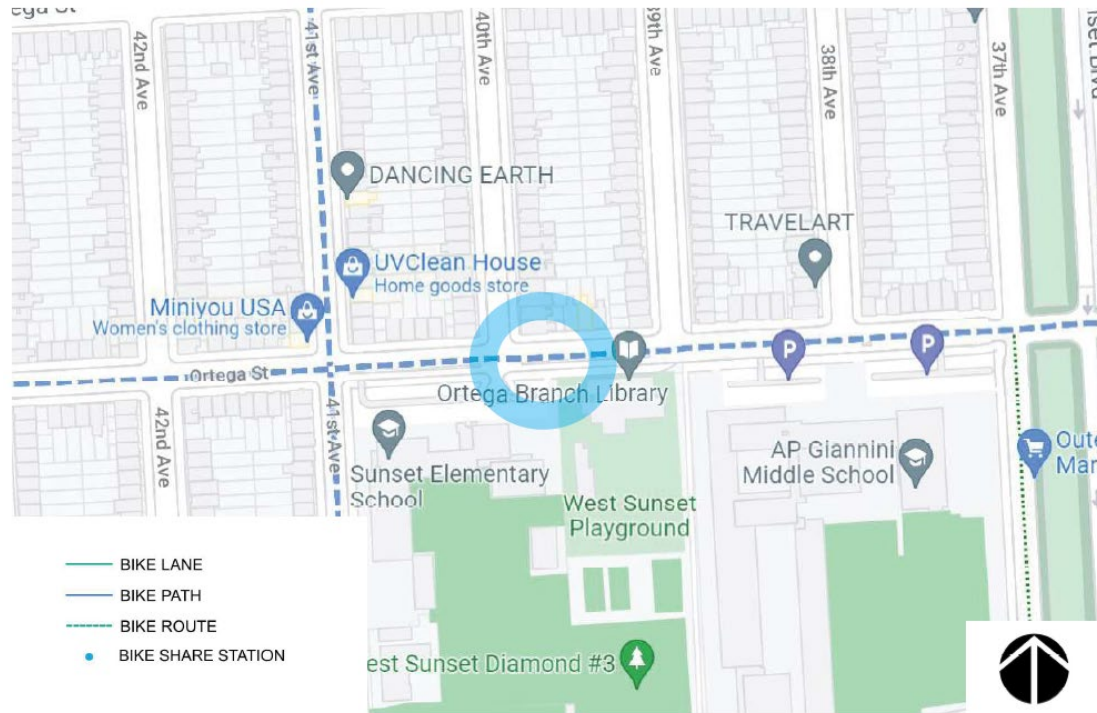 42nd Ave
41st Ave
40th Ave
39th Ave
38th Ave
37th Ave
DANCING EARTH
TRAVELART
UVClean House
Home goods store
Miniyou USA
Women's clothing store
Ortega St
Ortega Branch Library
42nd Ave
41st Ave
P
P
Sunset Elementary
School
AP Giannini
Middle School
Oute
Mar
West Sunset
Playground
est Sunset Diamond #3
BIKE LANE
BIKE PATH
BIKE ROUTE
BIKE SHARE STATION